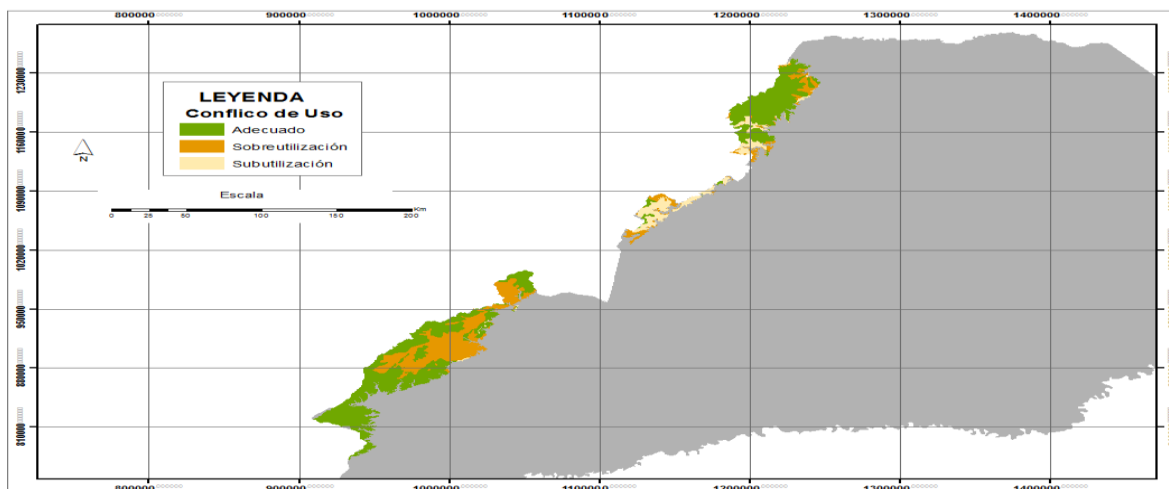 800000 900000 1000000 1100000 1200000 1300000 1400000
1230000
LEYENDA
Conflico de Uso
Adecuado
Sobreutilización
Subutilización
1160000
N
1090000
Escala
0 25 50 100 150 200 Km
1020000
950000
880000
810000
800000 900000 1000000 1100000 1200000 1300000 1400000